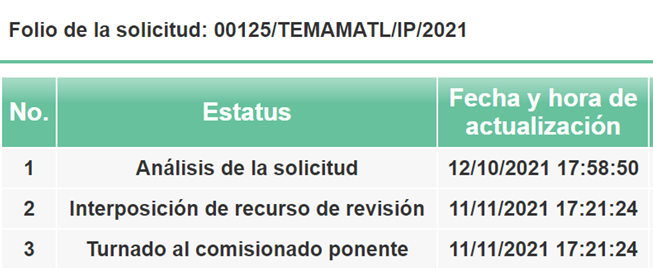 Folio de la solicitud: 00125/TEMAMATL/IP/2021
No. Estatus Fecha y hora de
actualización
1 Análisis de la solicitud 12/10/2021 17:58:50
2 Interposición de recurso de revisión 11/11/2021 17:21:24
3 Turnado al comisionado ponente 11/11/2021 17:21:24